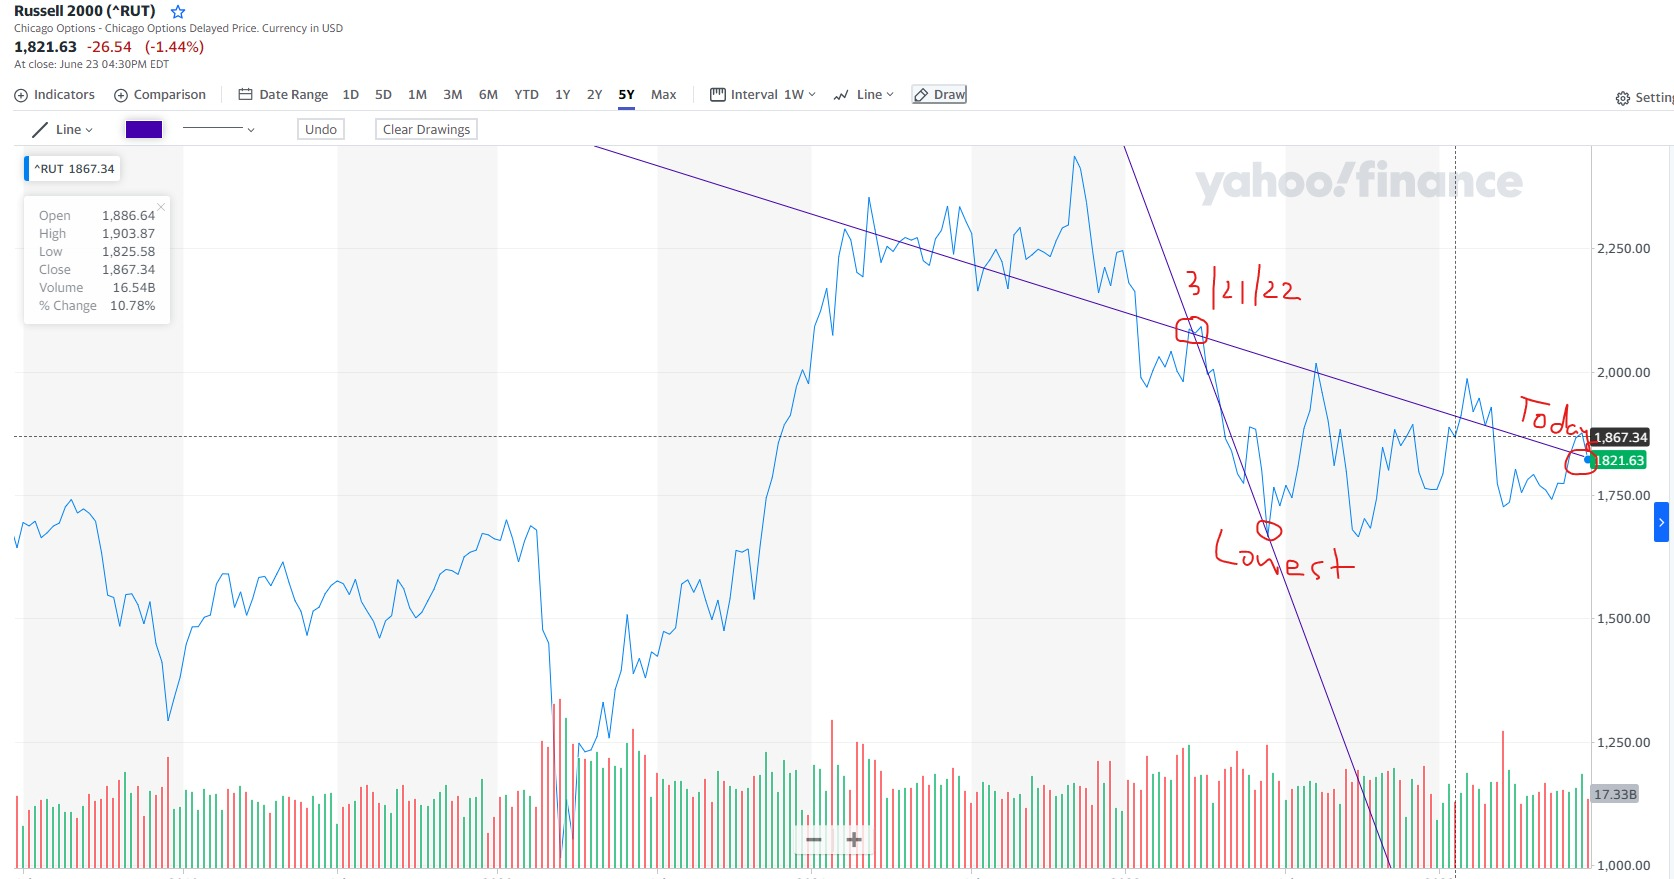 Russell 2000 (^RUT)
Chicago Options - Chicago Options Delayed Price. Currency in USD
1,821.63 -26.54 (-1.44%)
At close: June 23 04:30PM EDT
Indicators Comparison Date Range 1D 5D 1M 3M 6M YTD 1Y 2Y 5Y Max Interval 1W Line Draw
Line Undo Clear Drawings
^RUT 1867.34
yahoo!finance
Open 1,886.64
High 1,903.87
Low 1,825.58
Close 1,867.34
Volume 16.54B
% Change 10.78%
2,250.00
3/21/22
2,000.00
Today
1,867.34
1821.63
1,750.00
Lowest
1,500.00
1,250.00
17.33B
1,000.00